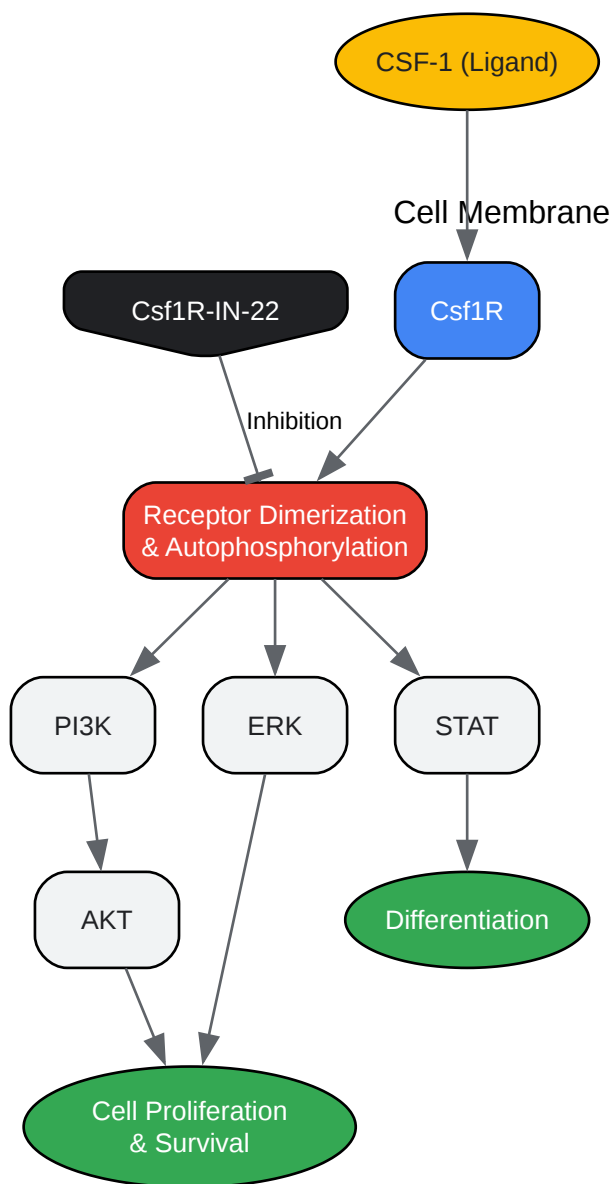 CSF-1 (Ligand)
Cell Membrane
Csf1R-IN-22
Csf1R
Inhibition
Receptor Dimerization
& Autophosphorylation
PI3K
ERK
STAT
AKT
Differentiation
Cell Proliferation
& Survival